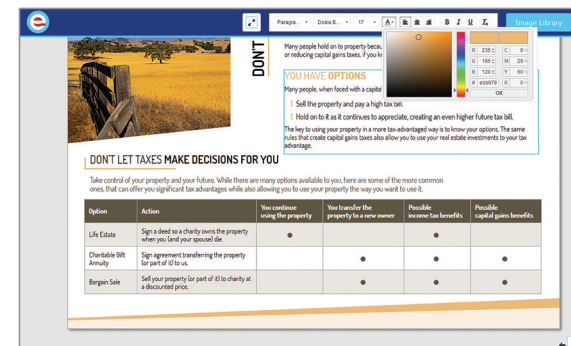 Paragra...
Dosis E...
17
A
B I U
Image Library
R 235 C 8
G 185 M 29
B 120 Y 60
# ebb978 K 0
OK
DON'T
Many people hold on to property becau
or reducing capital gains taxes, if you k
YOU HAVE OPTIONS
Many people, when faced with a capita
Sell the property and pay a high tax bill.
Hold on to it as it continues to appreciate, creating an even higher future tax bill.
The key to using your property in a more tax-advantaged way is to know your options. The same
rules that create capital gains taxes also allow you to use your real estate investments to your tax
advantage.
DON'T LET TAXES MAKE DECISIONS FOR YOU
Take control of your property and your future. While there are many options available to you, here are some of the more common
ones, that can offer you significant tax advantages while also allowing you to use your property the way you want to use it.
Option
Action
You continue
using the property
You transfer the
property to a new owner
Possible
income tax benefits
Possible
capital gains benefits
Life Estate
Sign a deed so a charity owns the property
when you (and your spouse) die.
Charitable Gift
Annuity
Sign agreement transferring the property
(or part of it) to us.
Bargain Sale
Sell your property (or part of it) to charity at
a discounted price.